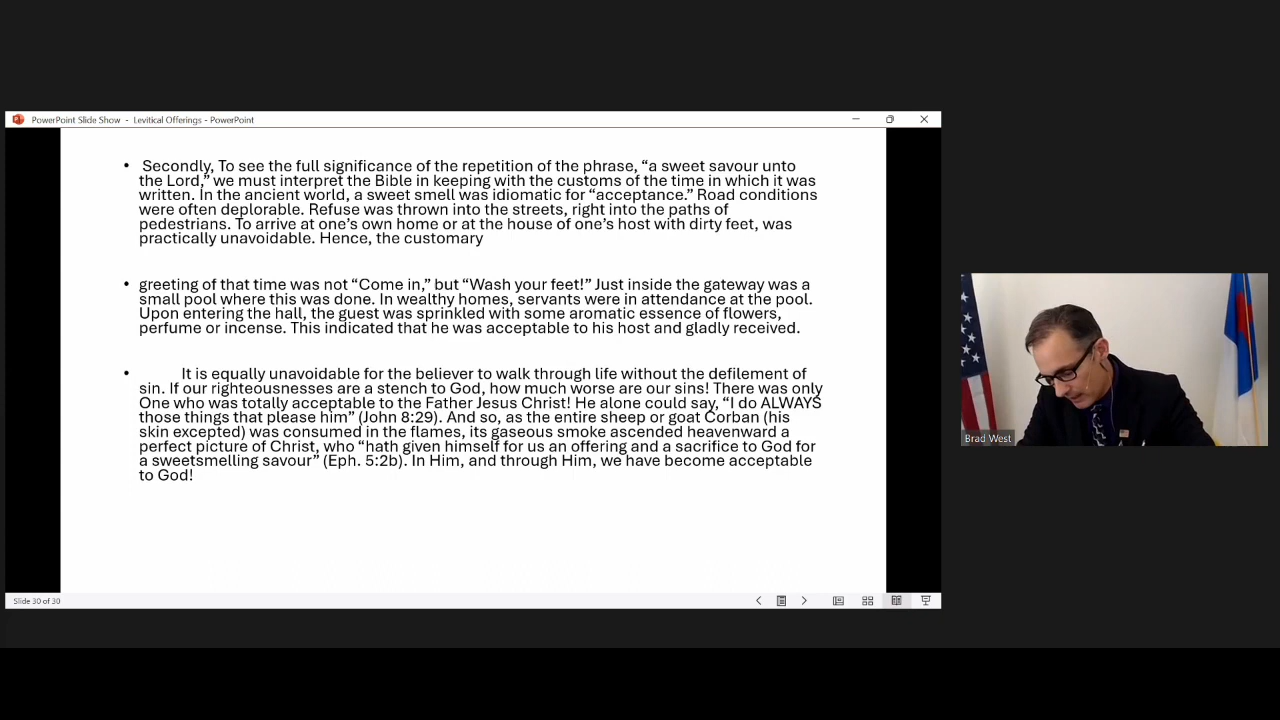 PowerPoint Slide Show - Levitical Offerings - PowerPoint
• Secondly, To see the full significance of the repetition of the phrase, “a sweet savour unto
the Lord,” we must interpret the Bible in keeping with the customs of the time in which it was
written. In the ancient world, a sweet smell was idiomatic for “acceptance.” Road conditions
were often deplorable. Refuse was thrown into the streets, right into the paths of
pedestrians. To arrive at one’s own home or at the house of one’s host with dirty feet, was
practically unavoidable. Hence, the customary
• greeting of that time was not “Come in,” but “Wash your feet!” Just inside the gateway was a
small pool where this was done. In wealthy homes, servants were in attendance at the pool.
Upon entering the hall, the guest was sprinkled with some aromatic essence of flowers,
perfume or incense. This indicated that he was acceptable to his host and gladly received.
• It is equally unavoidable for the believer to walk through life without the defilement of
sin. If our righteousnesses are a stench to God, how much worse are our sins! There was only
One who was totally acceptable to the Father Jesus Christ! He alone could say, “I do ALWAYS
those things that please him” (John 8:29). And so, as the entire sheep or goat Corban (his
skin excepted) was consumed in the flames, its gaseous smoke ascended heavenward a
perfect picture of Christ, who “hath given himself for us an offering and a sacrifice to God for
a sweetsmelling savour” (Eph. 5:2b). In Him, and through Him, we have become acceptable
to God!
Slide 30 of 30
Brad West